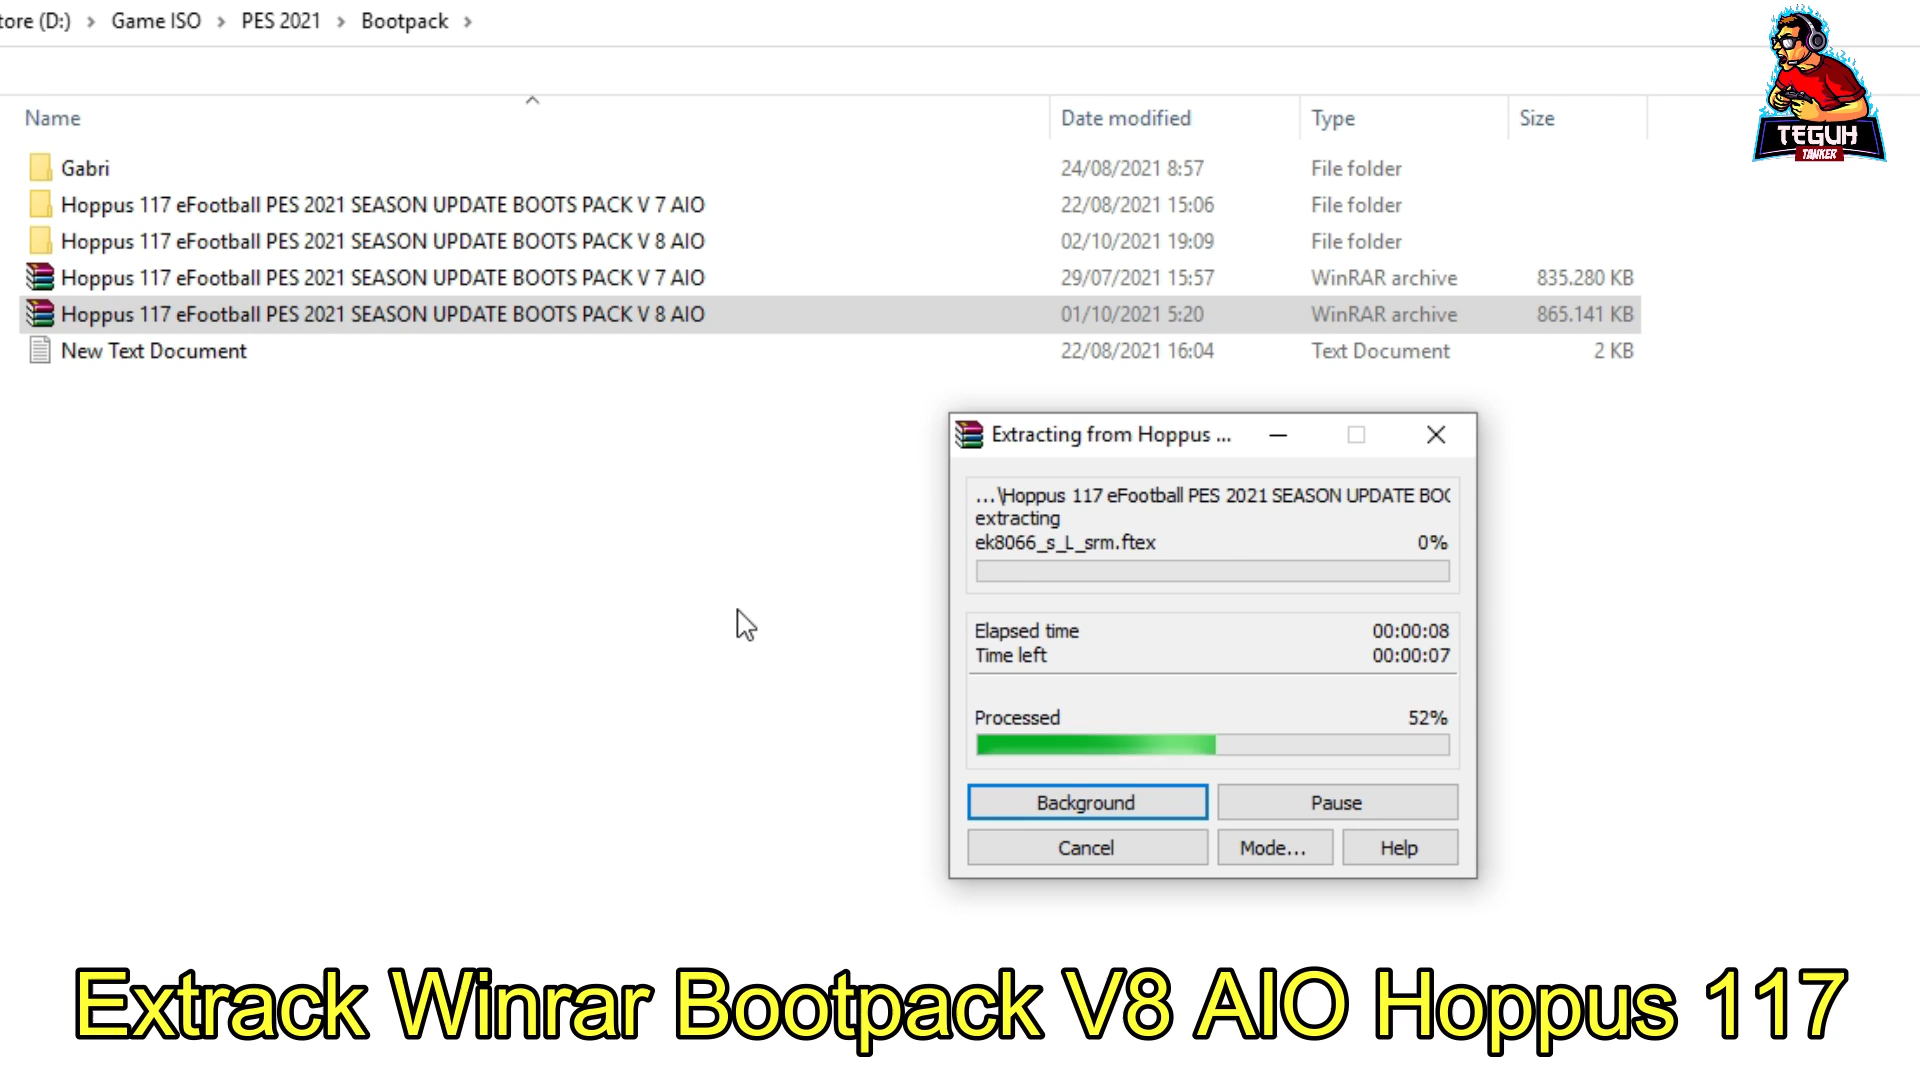 tore (D:) > Game ISO > PES 2021 > Bootpack >
TEGUH
TANKER
Name Date modified Type Size
Gabri 24/08/2021 8:57 File folder
Hoppus 117 eFootball PES 2021 SEASON UPDATE BOOTS PACK V 7 AIO 22/08/2021 15:06 File folder
Hoppus 117 eFootball PES 2021 SEASON UPDATE BOOTS PACK V 8 AIO 02/10/2021 19:09 File folder
Hoppus 117 eFootball PES 2021 SEASON UPDATE BOOTS PACK V 7 AIO 29/07/2021 15:57 WinRAR archive 835.280 KB
Hoppus 117 eFootball PES 2021 SEASON UPDATE BOOTS PACK V 8 AIO 01/10/2021 5:20 WinRAR archive 865.141 KB
New Text Document 22/08/2021 16:04 Text Document 2 KB
Extracting from Hoppus ...
...\Hoppus 117 eFootball PES 2021 SEASON UPDATE BOO
extracting
ek8066_s_L_srm.ftex 0%
Elapsed time 00:00:08
Time left 00:00:07
Processed 52%
Background Pause
Cancel Mode... Help
Extrack Winrar Bootpack V8 AIO Hoppus 117